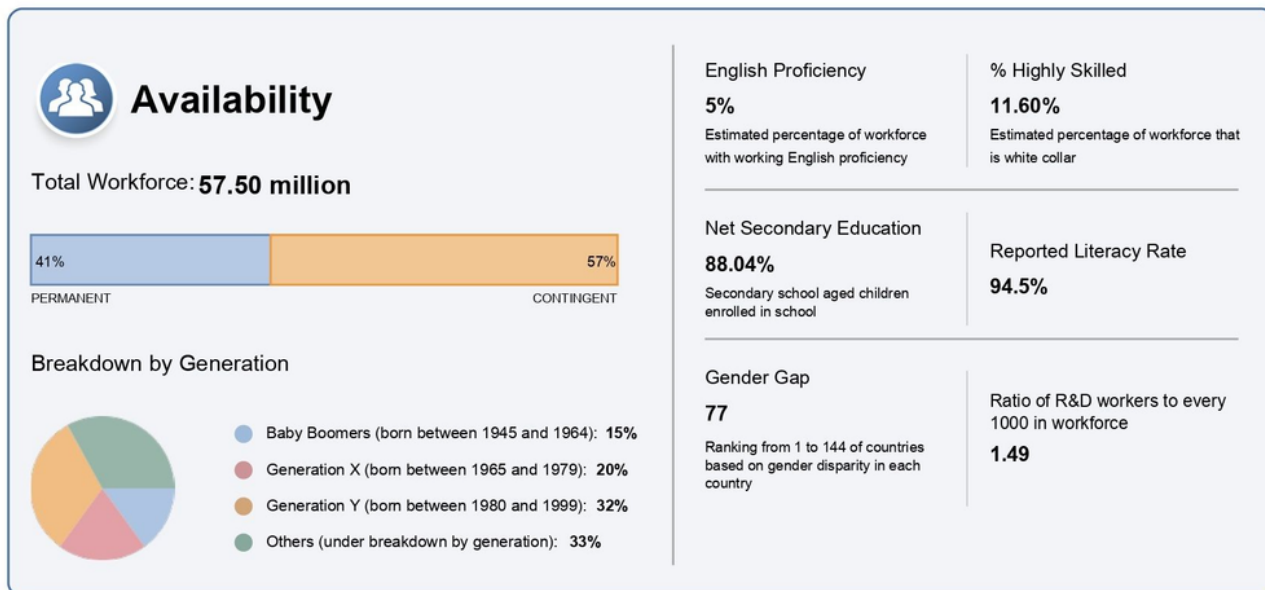 Availability
Total Workforce: 57.50 million
41%
57%
PERMANENT
CONTINGENT
Breakdown by Generation
Baby Boomers (born between 1945 and 1964): 15%
Generation X (born between 1965 and 1979): 20%
Generation Y (born between 1980 and 1999): 32%
Others (under breakdown by generation): 33%
English Proficiency
5%
Estimated percentage of workforce
with working English proficiency
% Highly Skilled
11.60%
Estimated percentage of workforce that
is white collar
Net Secondary Education
88.04%
Secondary school aged children
enrolled in school
Reported Literacy Rate
94.5%
Gender Gap
77
Ranking from 1 to 144 of countries
based on gender disparity in each
country
Ratio of R&D workers to every
1000 in workforce
1.49